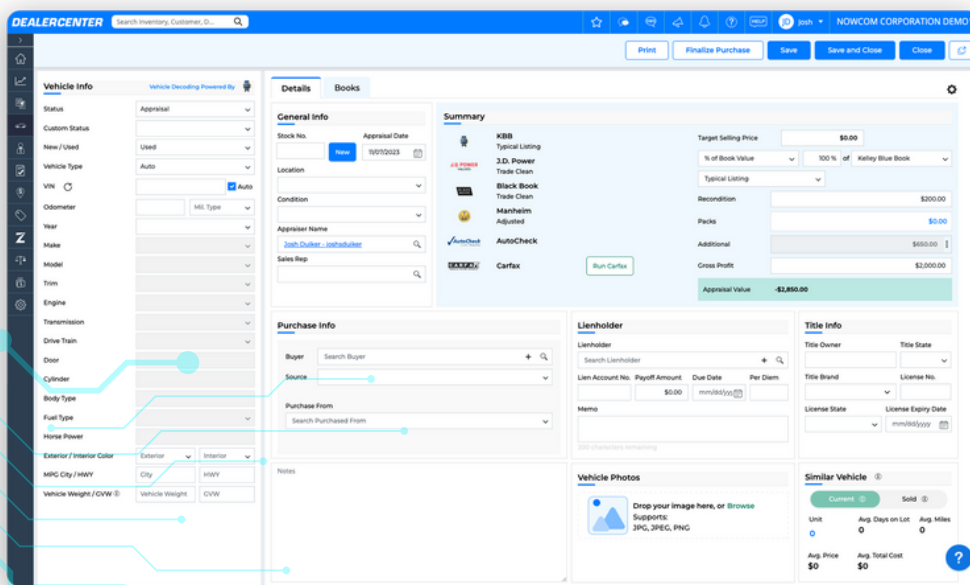 DEALERCENTER
Search Inventory, Customer, D...
HELP
JD Josh
NOWCOM CORPORATION DEMO
Print
Finalize Purchase
Save
Save and Close
Close
Vehicle Info
Vehicle Decoding Powered By
Status
Appraisal
Custom Status
New / Used
Used
Vehicle Type
Auto
VIN
Auto
Odometer
Mil. Type
Year
Make
Model
Trim
Engine
Transmission
Drive Train
Door
Cylinder
Body Type
Fuel Type
Horse Power
Exterior / Interior Color
Exterior
Interior
MPG City / HWY
City
HWY
Vehicle Weight / GVW
Vehicle Weight
GVW
Details
Books
General Info
Stock No.
Appraisal Date
New
11/07/2023
Location
Condition
Appraiser Name
Josh Duiker - joshsduiker
Sales Rep
Summary
KBB
Typical Listing
J.D. POWER
J.D. Power
Trade Clean
Black Book
Trade Clean
Manheim
Adjusted
AutoCheck
AutoCheck
CARFAX
Carfax
Run Carfax
Target Selling Price
$0.00
% of Book Value
100 %
of
Kelley Blue Book
Typical Listing
Recondition
$200.00
Packs
$0.00
Additional
$650.00
Gross Profit
$2,000.00
Appraisal Value
-$2,850.00
Purchase Info
Buyer
Search Buyer
Source
Purchase From
Search Purchased From
Notes
Lienholder
Lienholder
Search Lienholder
Lien Account No.
Payoff Amount
Due Date
Per Diem
$0.00
mm/dd/yyyy
Memo
200 characters remaining
Title Info
Title Owner
Title State
Title Brand
License No.
License State
License Expiry Date
mm/dd/yyyy
Vehicle Photos
Drop your image here, or Browse
Supports:
JPG, JPEG, PNG
Similar Vehicle
Current
Sold
Unit
Avg. Days on Lot
Avg. Miles
0
0
0
Avg. Price
Avg. Total Cost
$0
$0
?